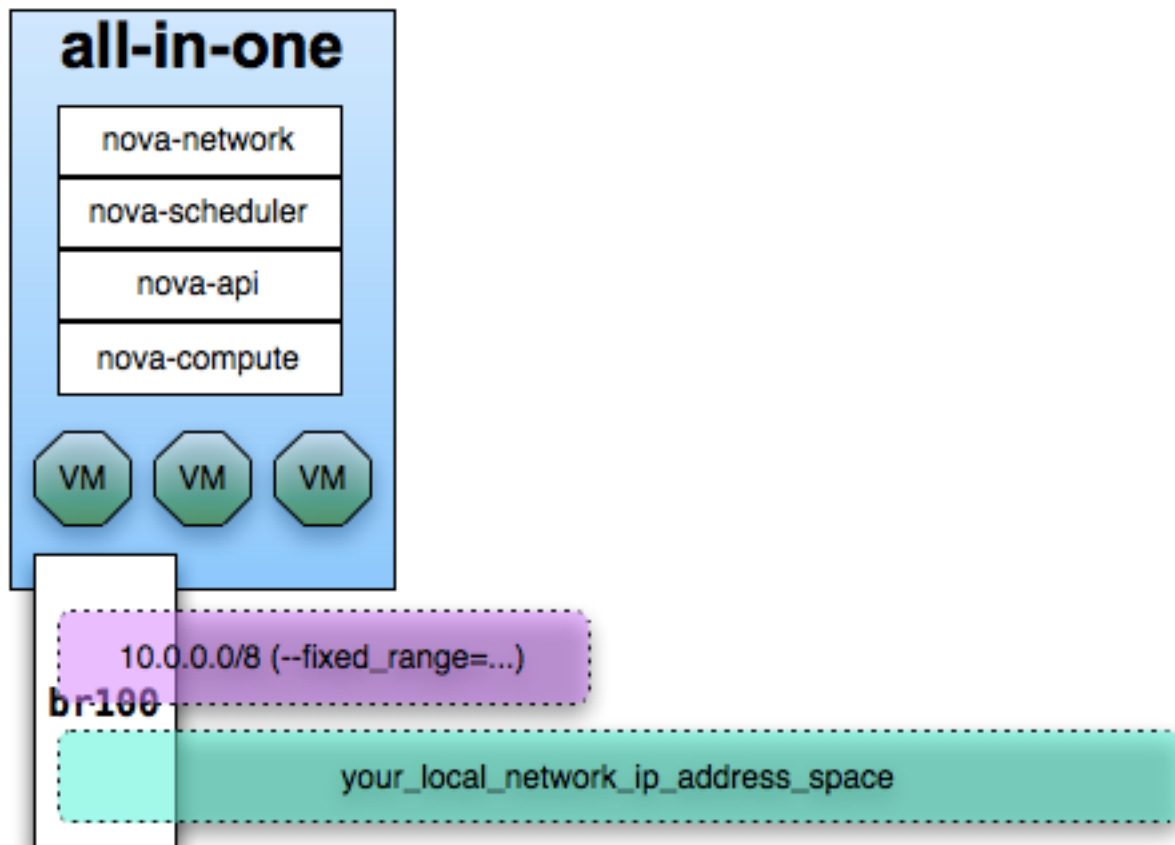 all-in-one
nova-network
nova-scheduler
nova-api
nova-compute
VM VM VM
10.0.0.0/8 (--fixed_range=...)
br100
your_local_network_ip_address_space